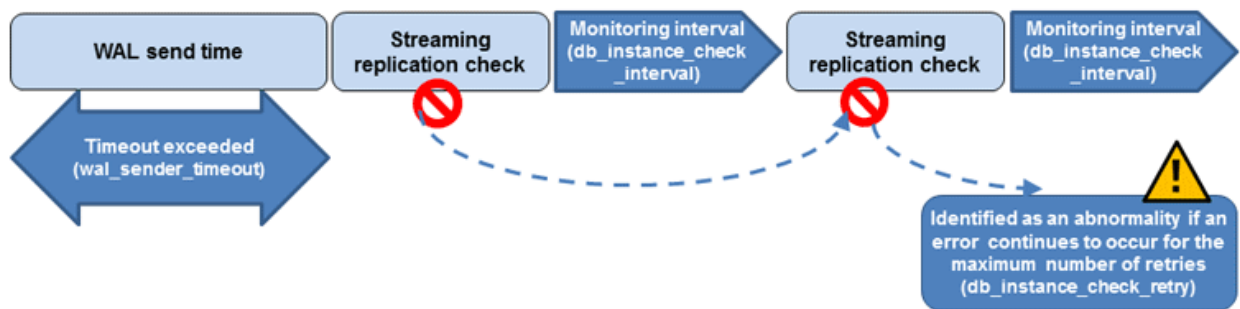 WAL send time
Streaming
replication check
Monitoring interval
(db_instance_check
_interval)
Streaming
replication check
Monitoring interval
(db_instance_check
_interval)
Timeout exceeded
(wal_sender_timeout)
!
Identified as an abnormality if an
error continues to occur for the
maximum number of retries
(db_instance_check_retry)